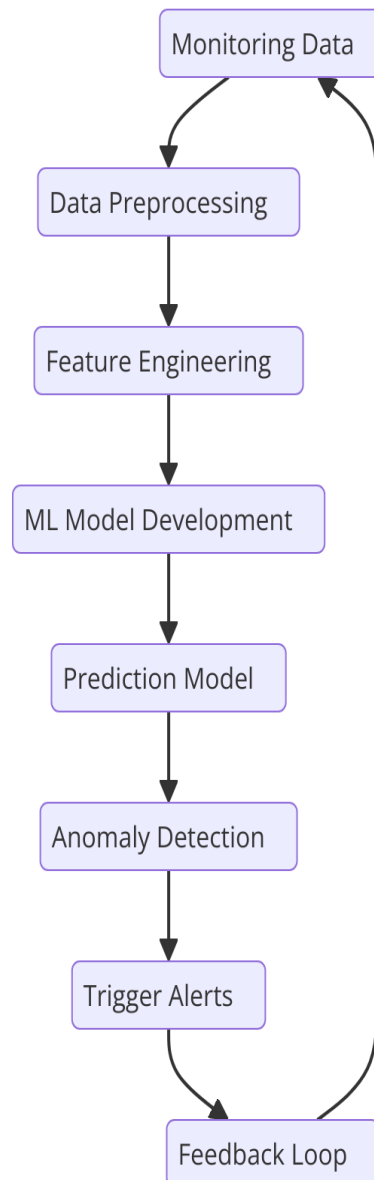 Monitoring Data
Data Preprocessing
Feature Engineering
ML Model Development
Prediction Model
Anomaly Detection
Trigger Alerts
Feedback Loop